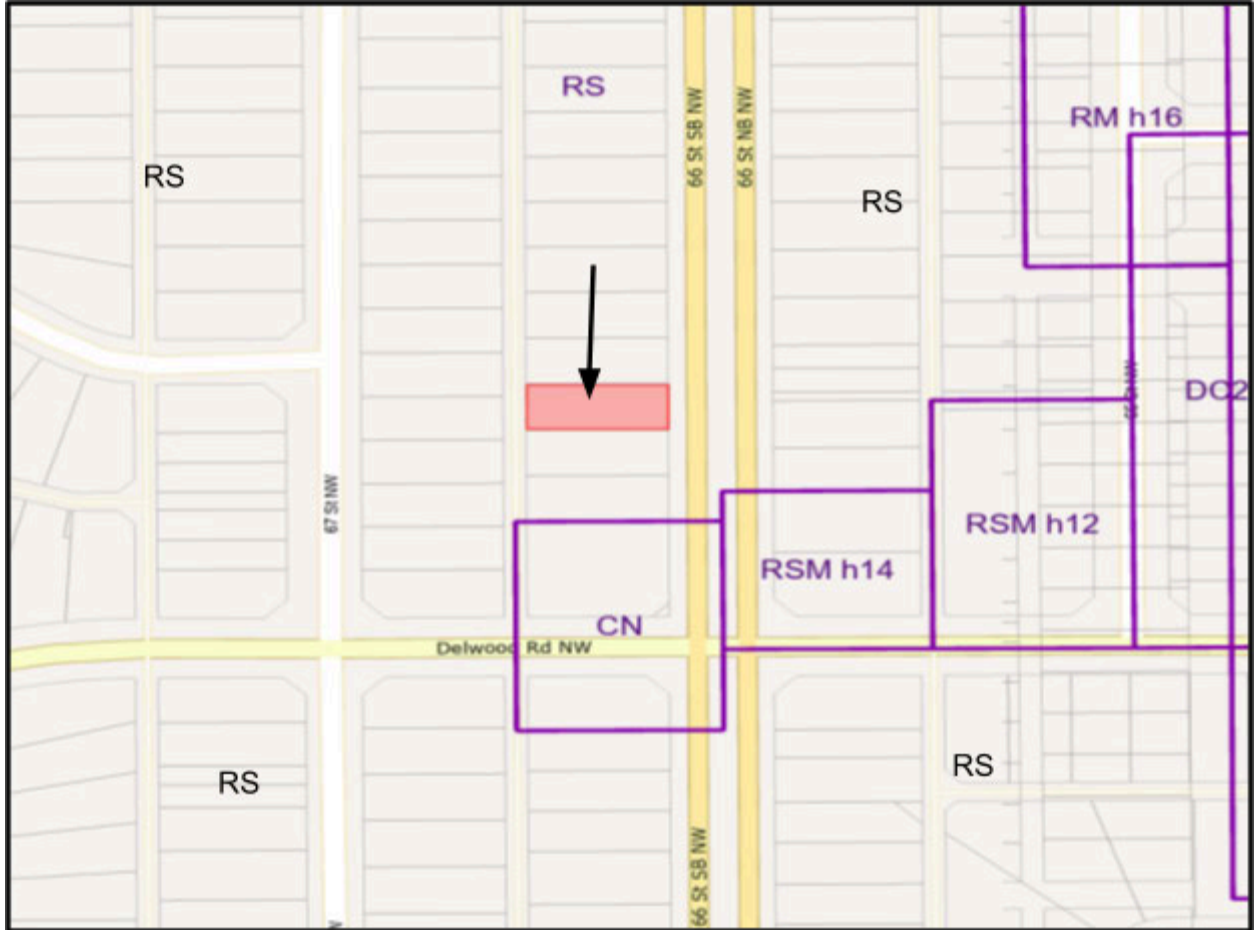 RS
66 St SB NW
66 St NB NW
RM h16
RS
RS
DC2
67 St NW
RSM h12
RSM h14
CN
Delwood Rd NW
RS
RS
66 St SB NW